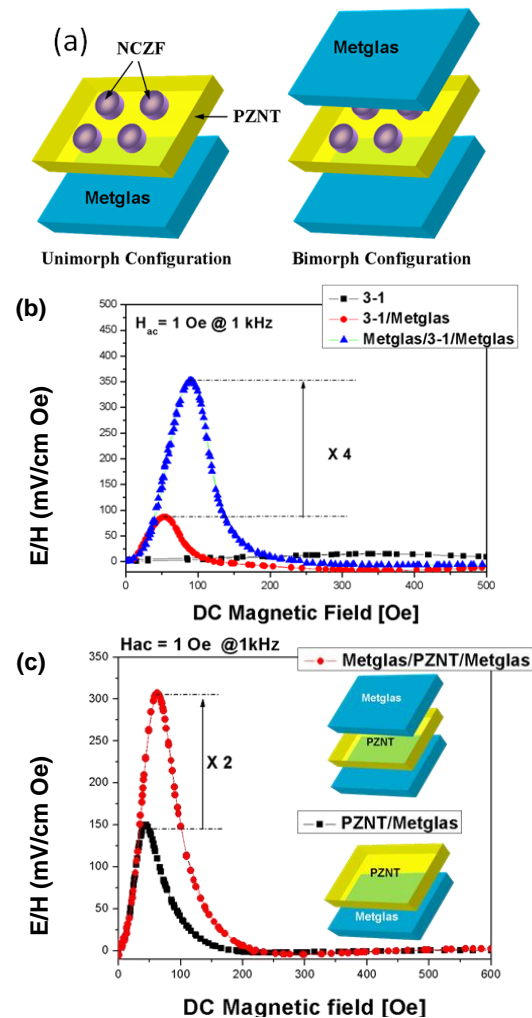 (a)
NCZF
PZNT
Metglas
Unimorph Configuration
Metglas
Bimorph Configuration
(b)
500
450
400
350
300
250
200
150
100
50
0
E/H (mV/cm Oe)
Hac= 1 Oe @ 1 kHz
3-1
3-1/Metglas
Metglas/3-1/Metglas
X 4
0 100 200 300 400 500
DC Magnetic Field [Oe]
(c)
Hac = 1 Oe @1kHz
350
300
250
200
150
100
50
0
E/H (mV/cm Oe)
Metglas/PZNT/Metglas
Metglas
PZNT
X 2
PZNT/Metglas
PZNT
Metglas
0 100 200 300 400 500 600
DC Magnetic field [Oe]